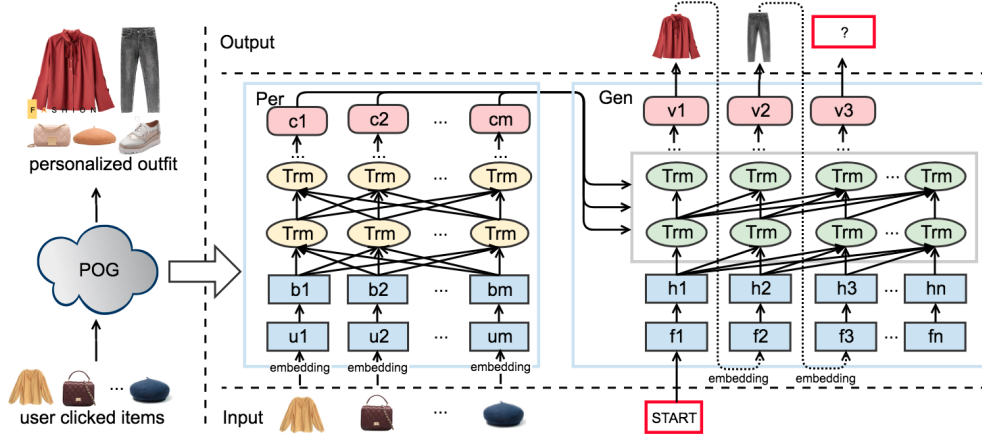 Output
?
Per
Gen
c1 c2 ... cm
v1 v2 v3
... ... ... ... ... ...
Trm Trm ... Trm
Trm Trm Trm ... Trm
Trm Trm ... Trm
Trm Trm Trm ... Trm
b1 b2 ... bm
h1 h2 h3 ... hn
u1 u2 ... um
f1 f2 f3 ... fn
embedding embedding embedding
embedding embedding
Input
...
START
FASHION
personalized outfit
POG
...
user clicked items